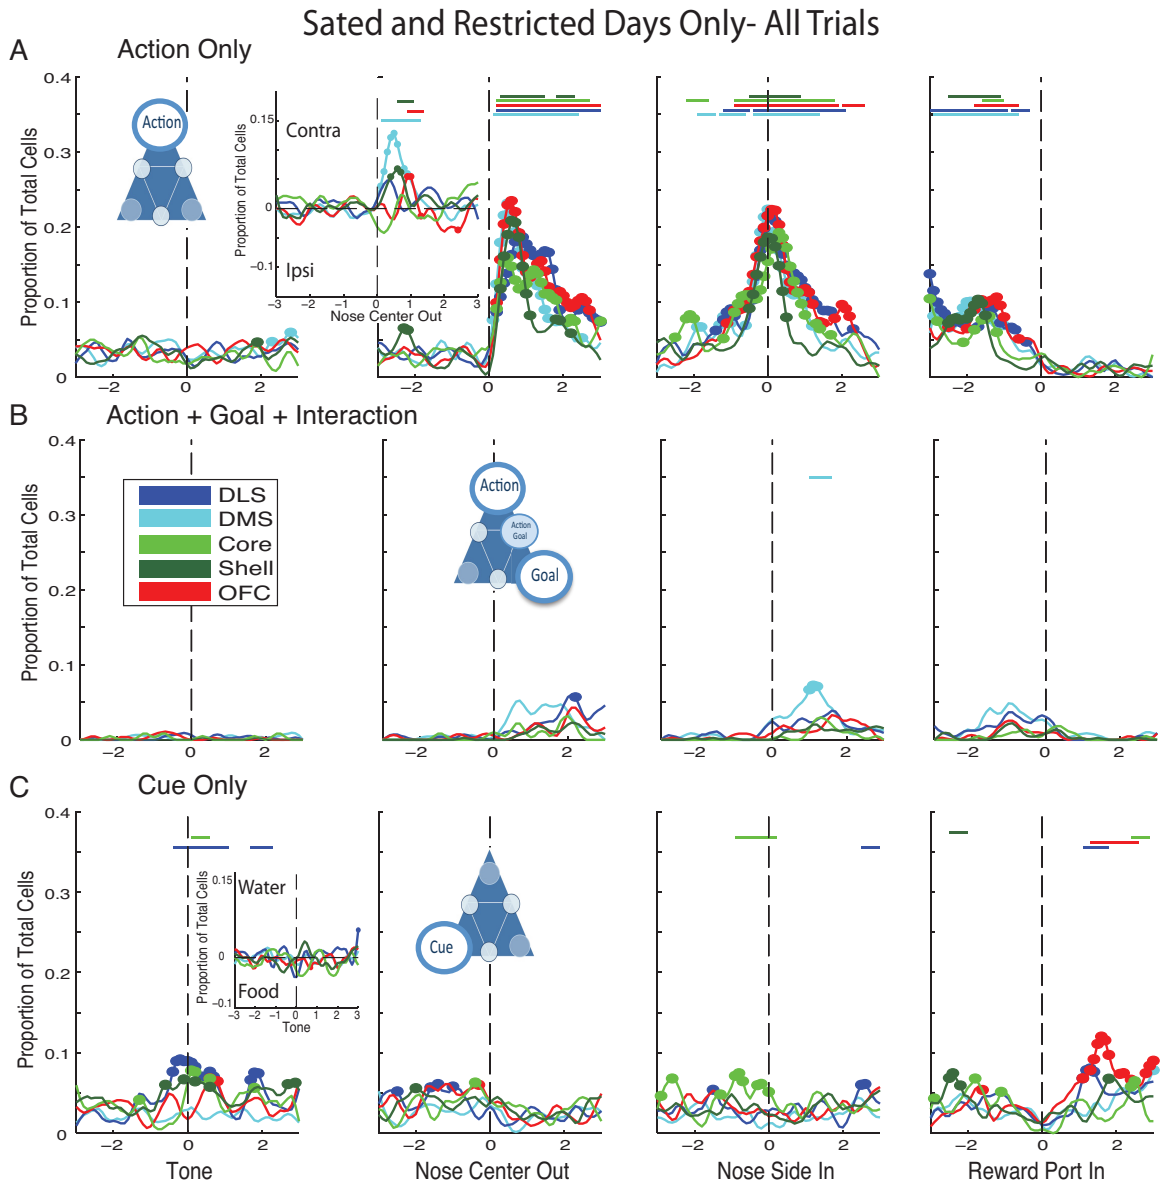 Sated and Restricted Days Only- All Trials
A
Action Only
Proportion of Total Cells
0.4
0.3
0.2
0.1
0
Action
−2 0 2
Proportion of Total Cells
0.15
0
−0.1
Contra
Ipsi
−3 −2 −1 0 1 2 3
Nose Center Out
−2 0 2
−2 0 2
−2 0 2
B
Action + Goal + Interaction
Proportion of Total Cells
0.4
0.3
0.2
0.1
0
DLS
DMS
Core
Shell
OFC
Action
Action
Goal
Goal
−2 0 2
−2 0 2
−2 0 2
−2 0 2
C
Cue Only
Proportion of Total Cells
0.4
0.3
0.2
0.1
0
Proportion of Total Cells
0.15
0
−0.1
Water
Food
−3 −2 −1 0 1 2 3
Tone
Cue
−2 0 2
−2 0 2
−2 0 2
−2 0 2
Tone
Nose Center Out
Nose Side In
Reward Port In